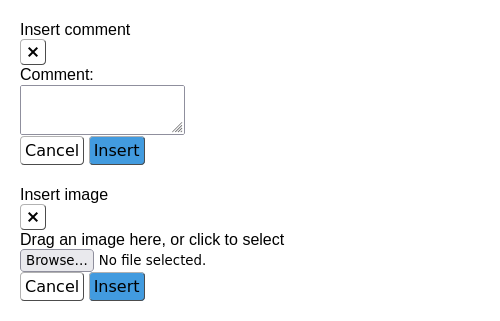 Insert comment
×
Comment:
Cancel Insert
Insert image
×
Drag an image here, or click to select
Browse... No file selected.
Cancel Insert